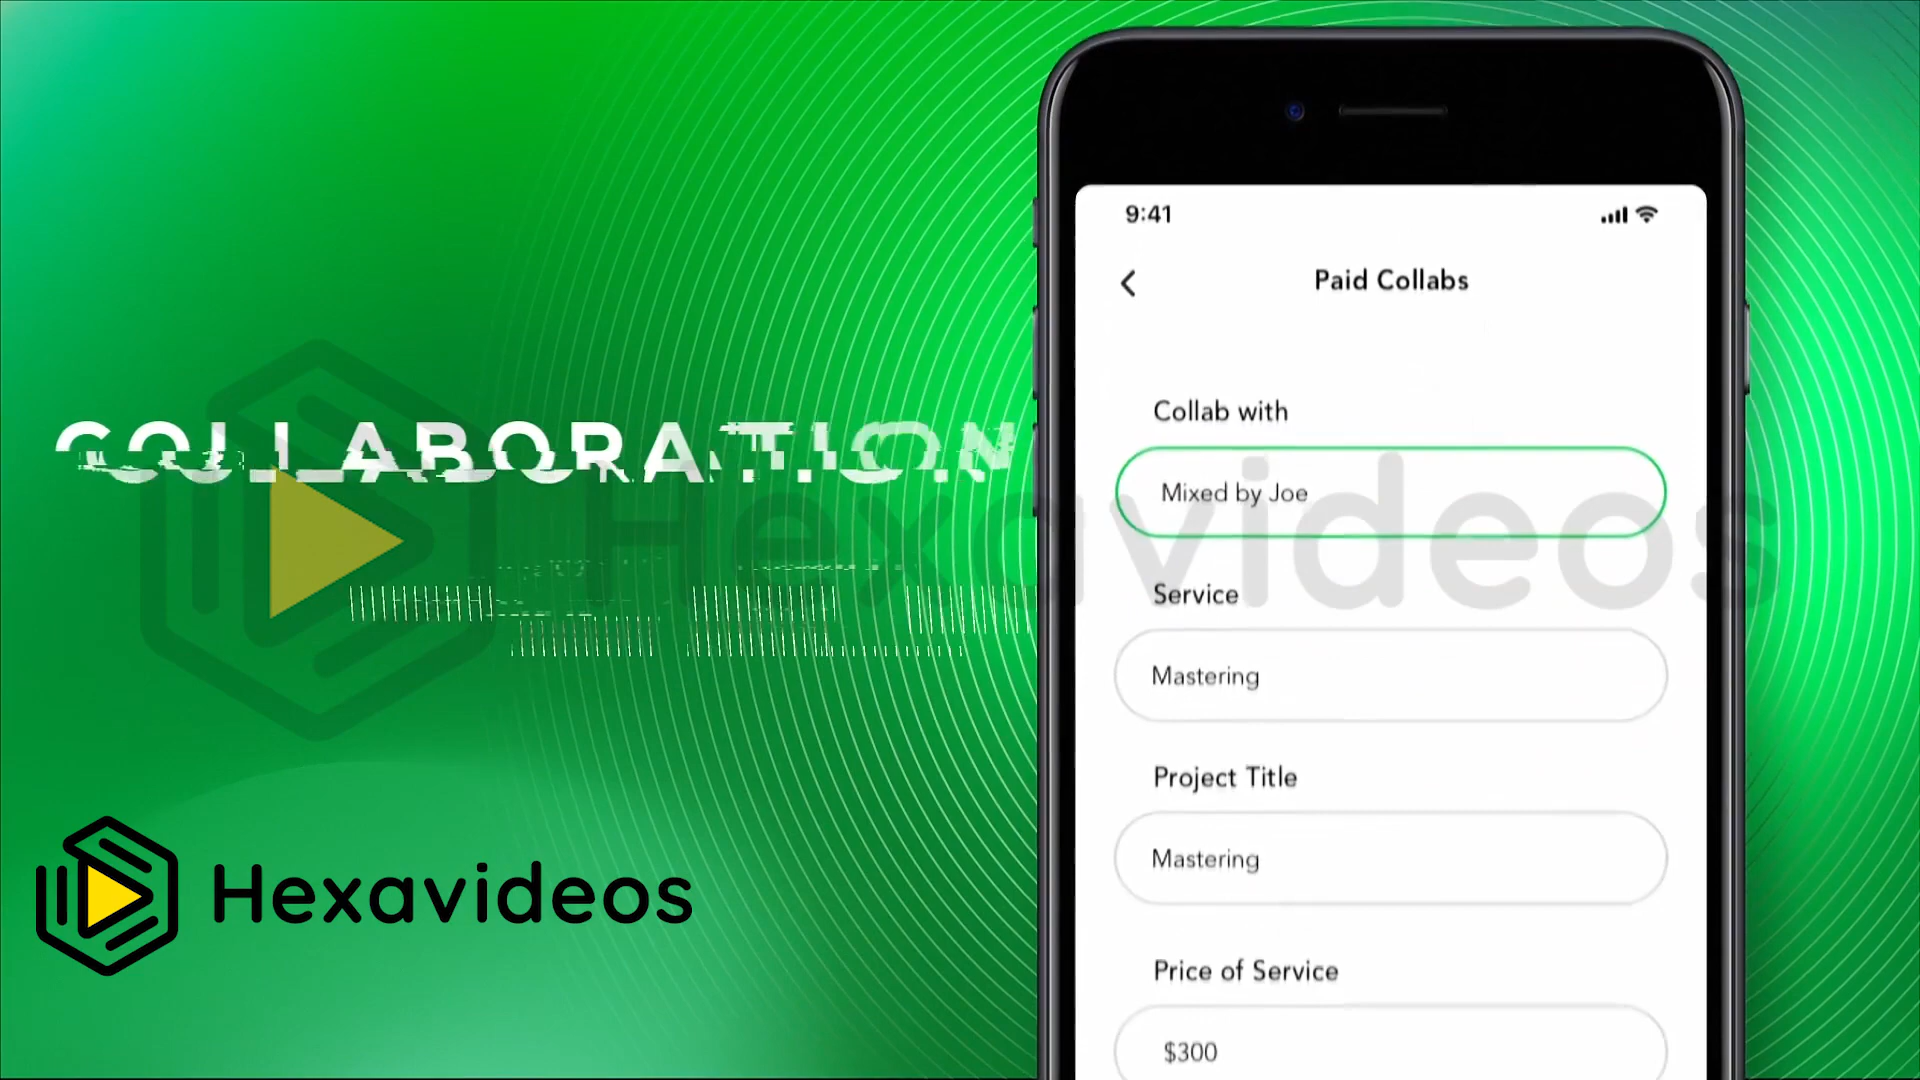 COLLABORATION
Hexavideos
Hexavideos
9:41
Paid Collabs
Collab with
Mixed by Joe
Service
Mastering
Project Title
Mastering
Price of Service
$300